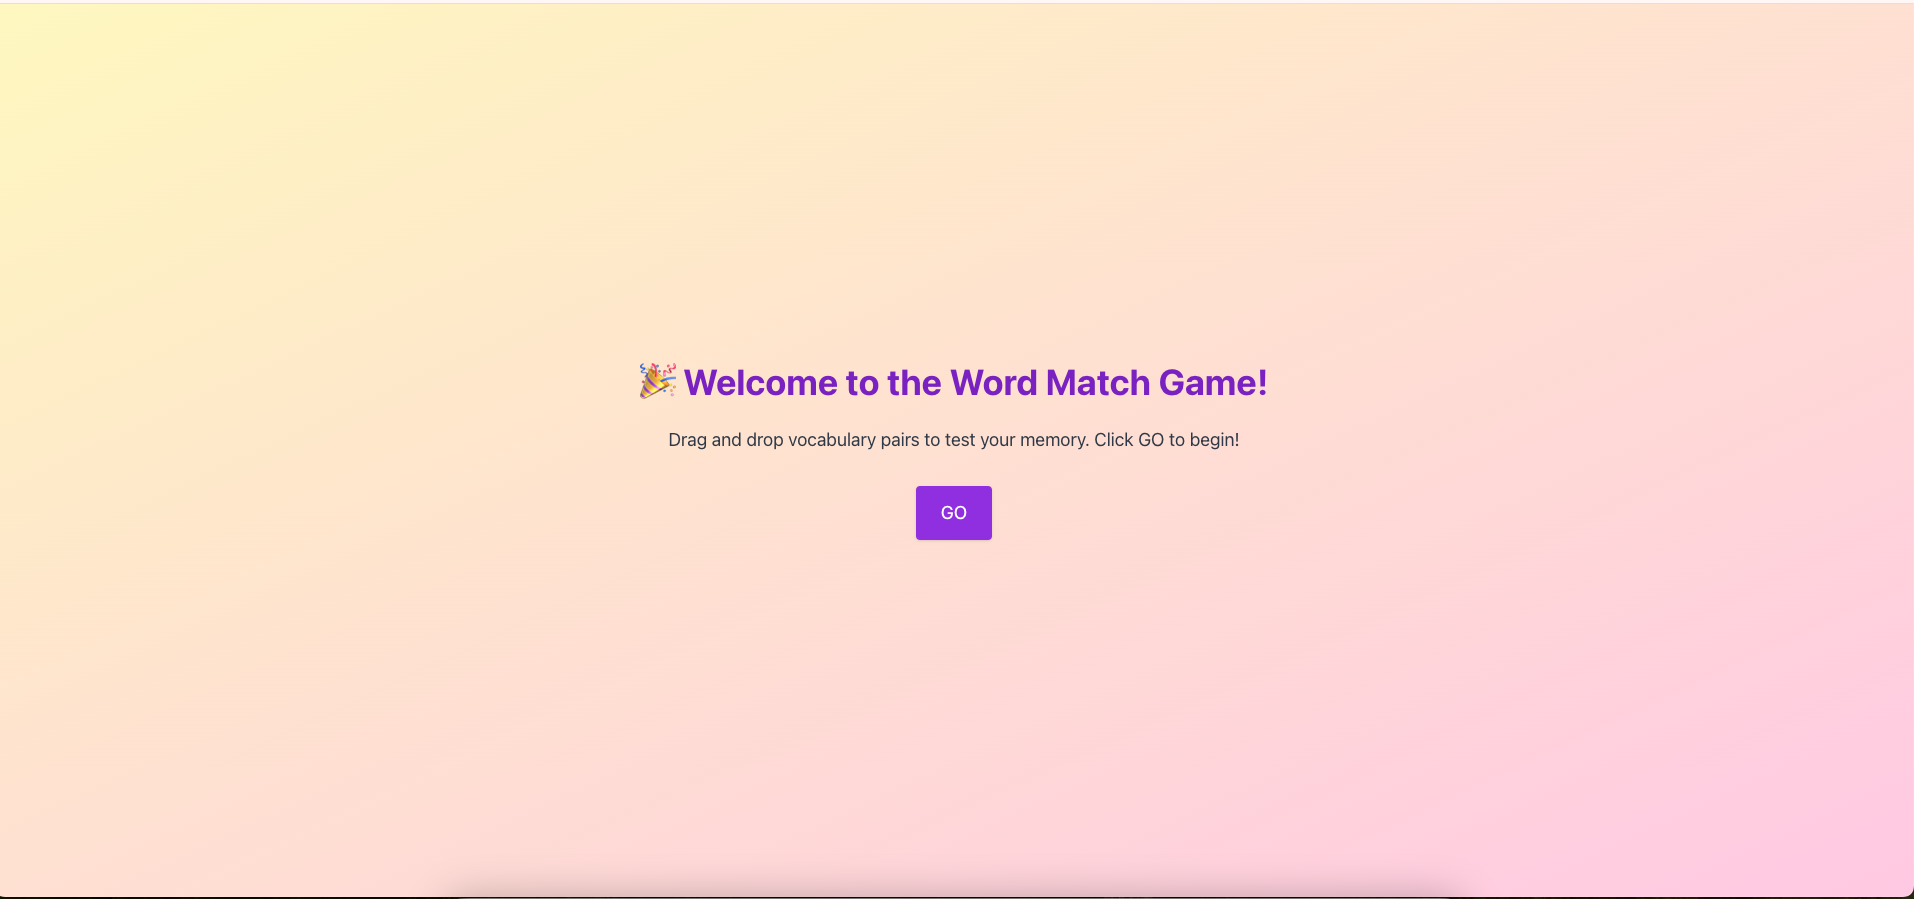 🎉 Welcome to the Word Match Game!
Drag and drop vocabulary pairs to test your memory. Click GO to begin!
GO